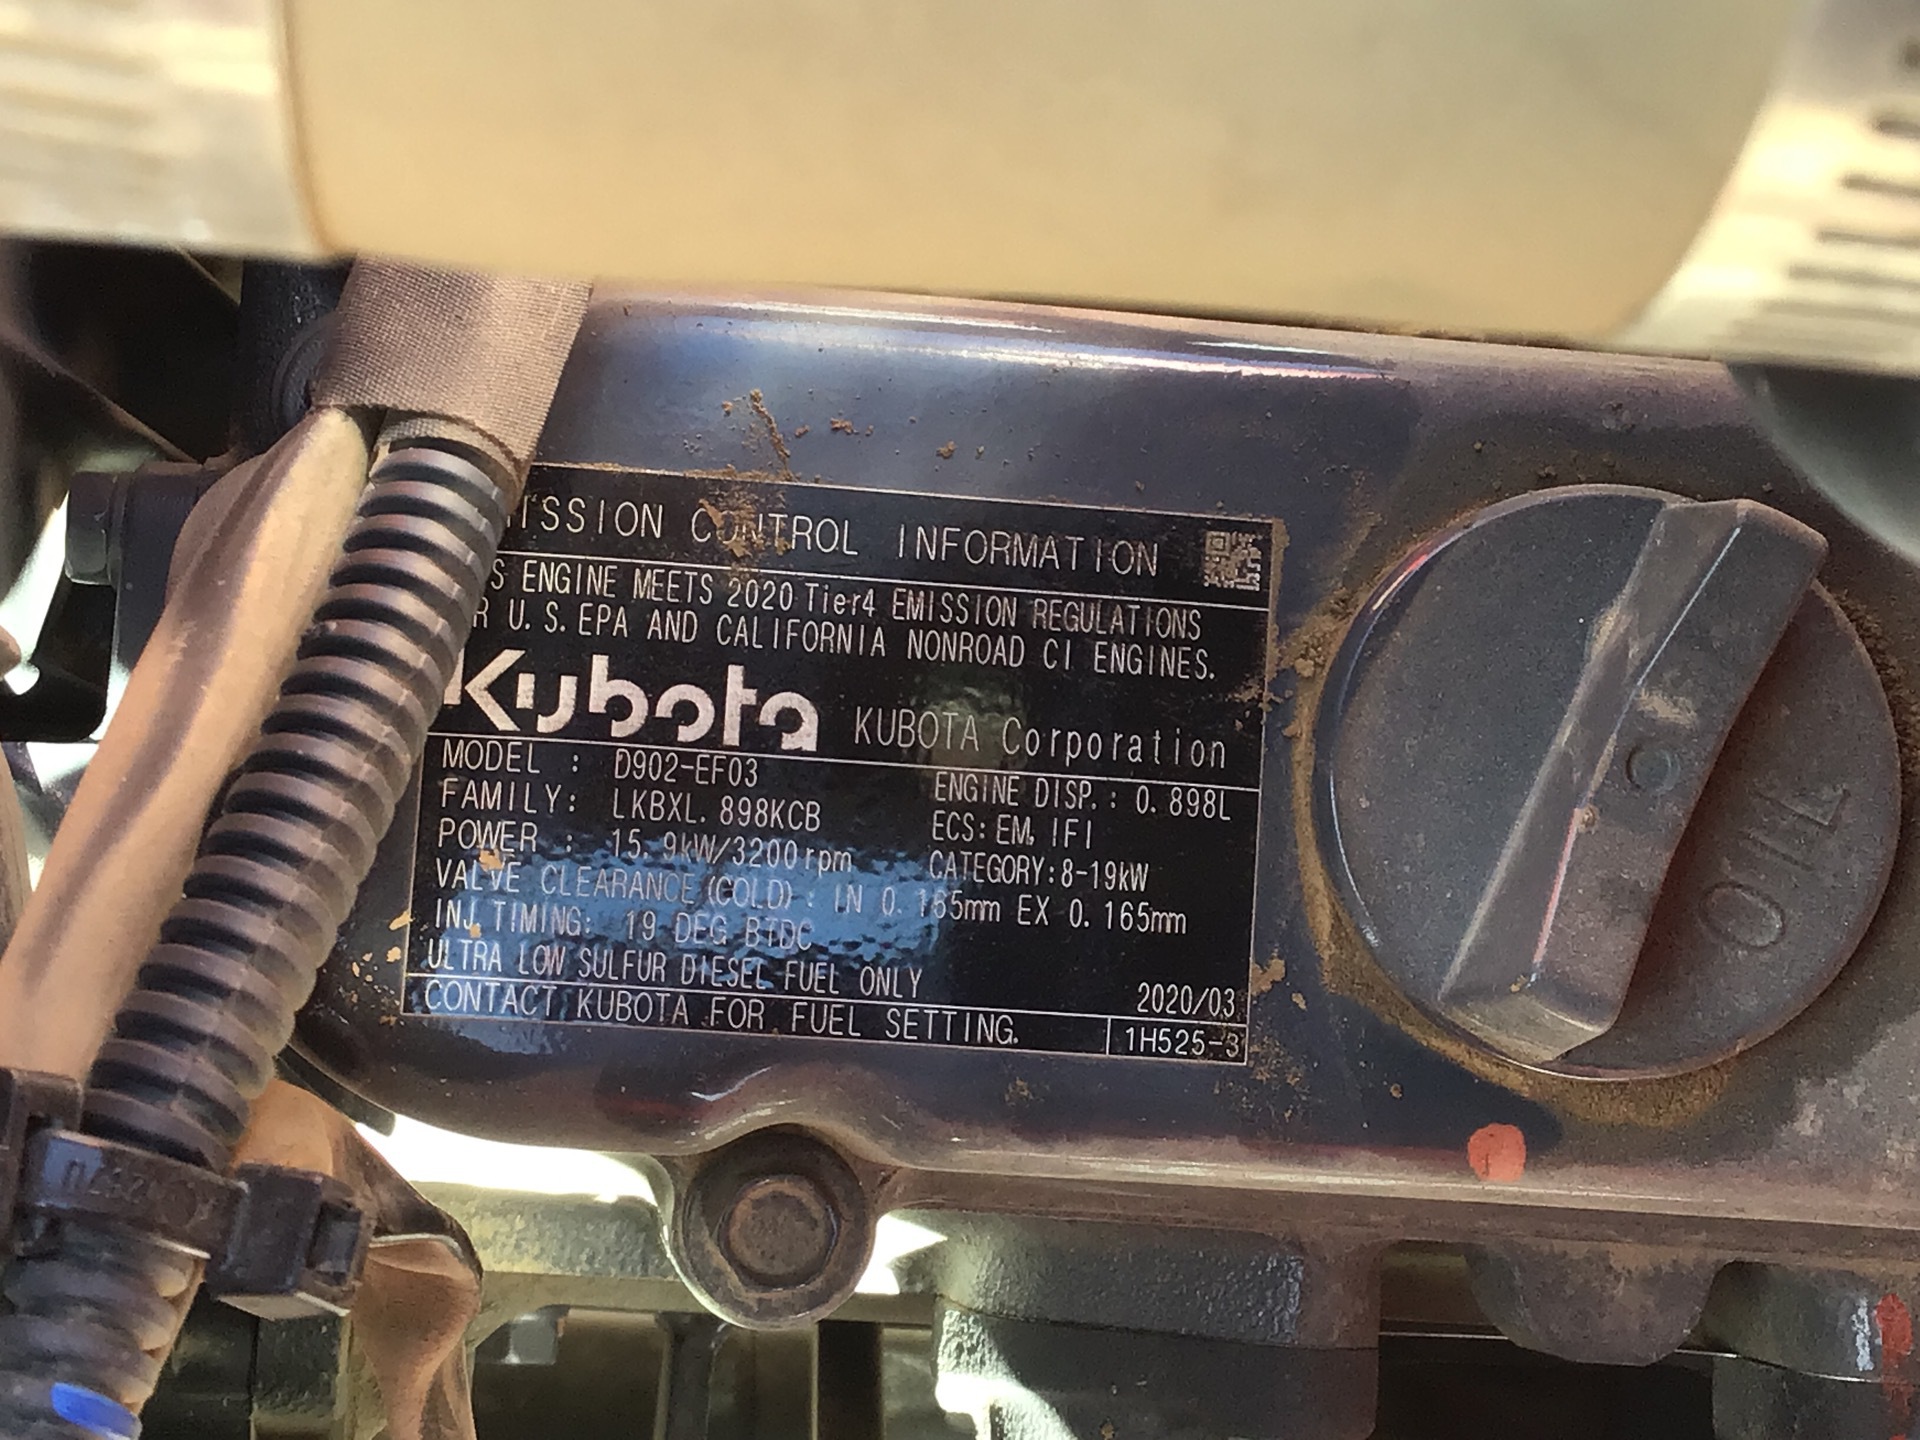 ISSION CONTROL INFORMATION
S ENGINE MEETS 2020 Tier4 EMISSION REGULATIONS
R U.S.EPA AND CALIFORNIA NONROAD CI ENGINES.
Kubota KUBOTA Corporation
MODEL : D902-EF03
ENGINE DISP.: 0.898L
FAMILY: LKBXL.898KCB
ECS: EM, IFI
POWER : 15.9kW/3200rpm
CATEGORY:8-19kW
VALVE CLEARANCE(COLD): IN 0.165mm EX 0.165mm
INJ.TIMING: 19 DEG BTDC
ULTRA LOW SULFUR DIESEL FUEL ONLY
2020/03
CONTACT KUBOTA FOR FUEL SETTING.
1H525-3
OIL